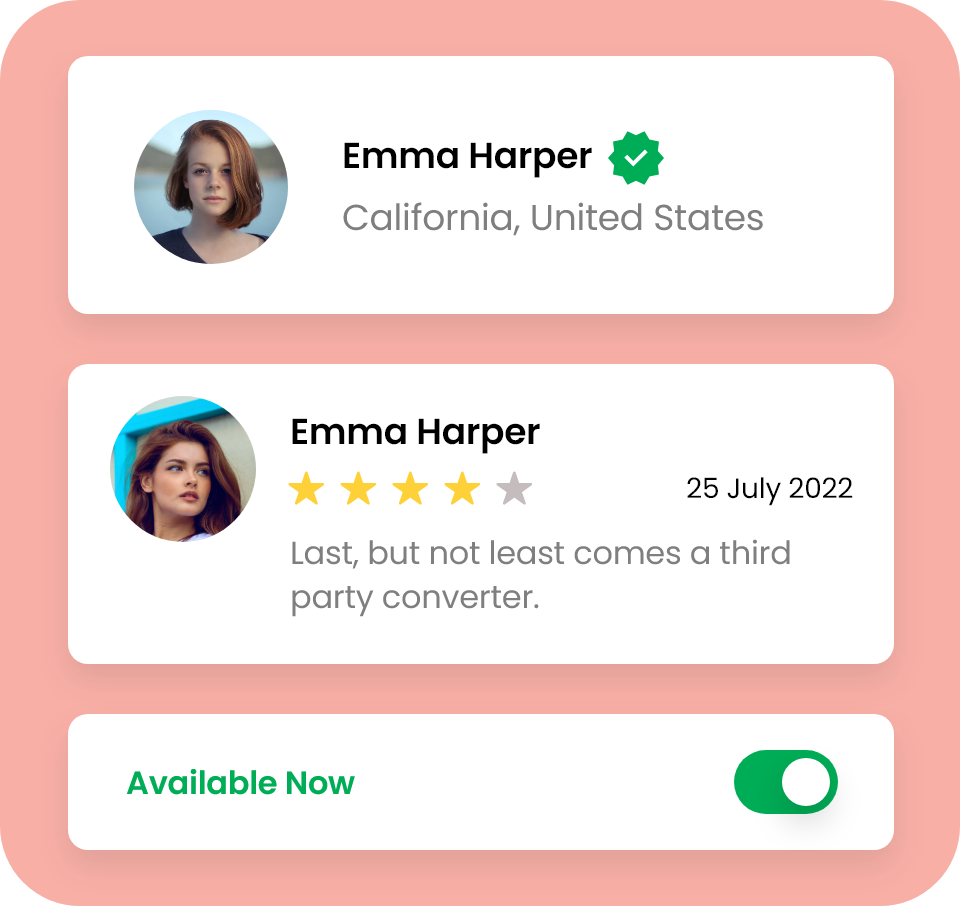 Emma Harper
California, United States
Emma Harper
25 July 2022
Last, but not least comes a third
party converter.
Available Now